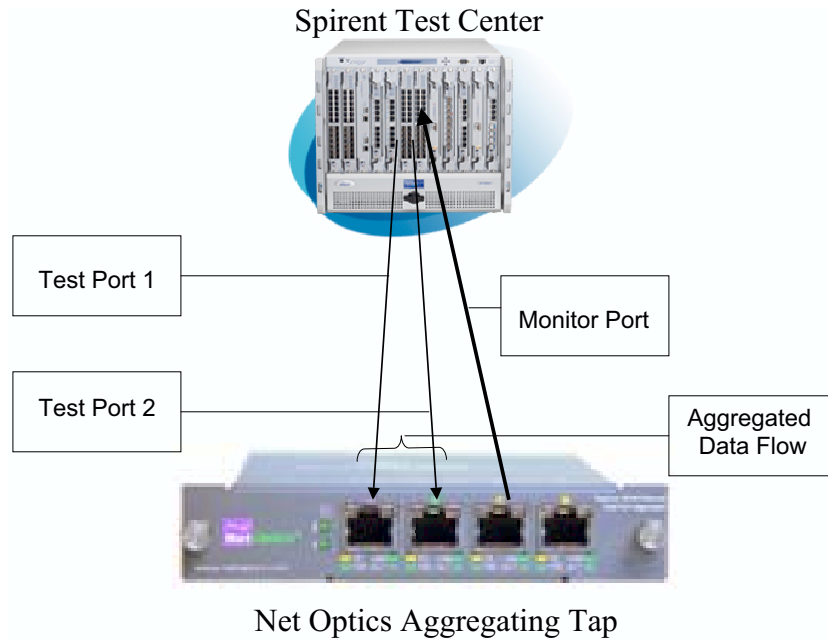 Spirent Test Center
Test Port 1
Monitor Port
Test Port 2
Aggregated
Data Flow
Net Optics Aggregating Tap